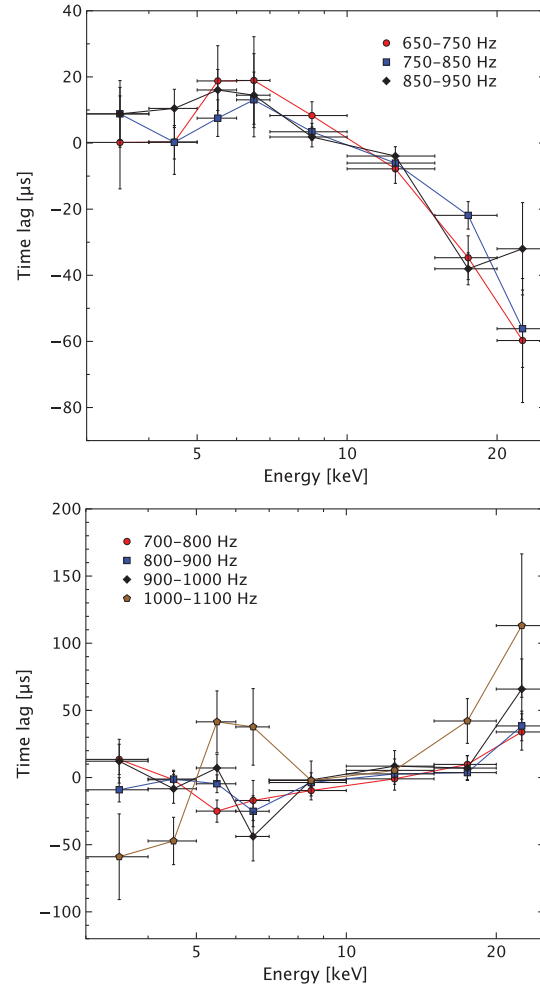 40
20
0
−20
−40
−60
−80
Time lag [μs]
650–750 Hz
750–850 Hz
850–950 Hz
5
10
20
Energy [keV]
200
150
100
50
0
−50
−100
Time lag [μs]
700–800 Hz
800–900 Hz
900–1000 Hz
1000–1100 Hz
5
10
20
Energy [keV]